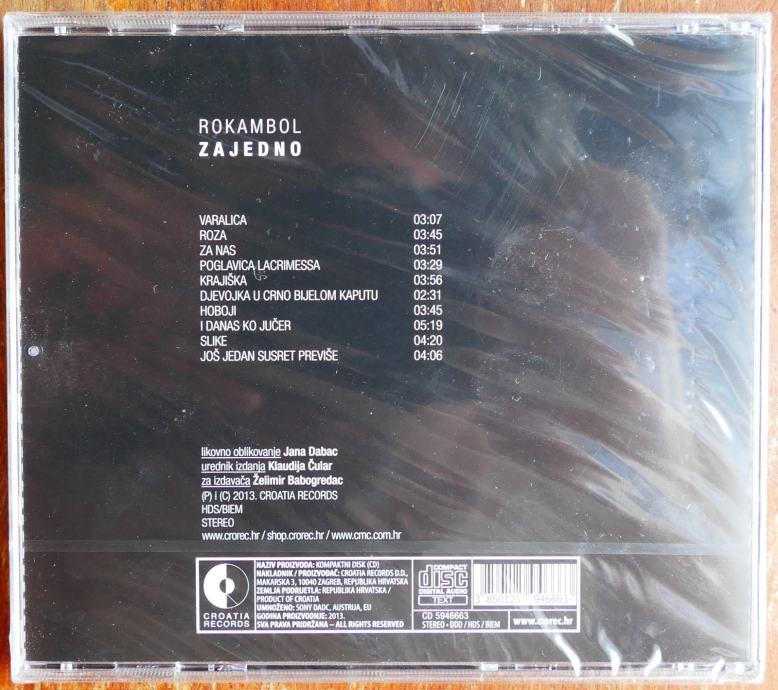 ROKAMBOL
ZAJEDNO
VARALICA 03:07
ROZA 03:45
ZA NAS 03:51
POGLAVICA LACRIMESSA 03:29
KRAJIŠKA 03:56
DJEVOJKA U CRNO BIJELOM KAPUTU 02:31
HOBOJI 03:45
I DANAS KO JUČER 05:19
SLIKE 04:20
JOŠ JEDAN SUSRET PREVIŠE 04:06
likovno oblikovanje Jana Dabac
urednik izdanja Klaudija Čular
za izdavača Želimir Babogredac
(P) i (C) 2013. CROATIA RECORDS
HDS/BIEM
STEREO
www.crorec.hr / shop.crorec.hr / www.cmc.com.hr
CROATIA
RECORDS
NAZIV PROIZVODA: KOMPAKTNI DISK (CD)
NAKLADNIK / PROIZVOĐAČ: CROATIA RECORDS D.D.,
MAKARSKA 3, 10040 ZAGREB, REPUBLIKA HRVATSKA
ZEMLJA PODRIJETLA: REPUBLIKA HRVATSKA /
PRODUCT OF CROATIA
UMNOŽENO: SONY DADC, AUSTRIJA, EU
GODINA PROIZVODNJE: 2013.
SVA PRAVA PRIDRŽANA – ALL RIGHTS RESERVED
COMPACT
disc
DIGITAL AUDIO
TEXT
CD 5946663
STEREO • DDD / HDS / BIEM
3 850125 946663
www.crorec.hr